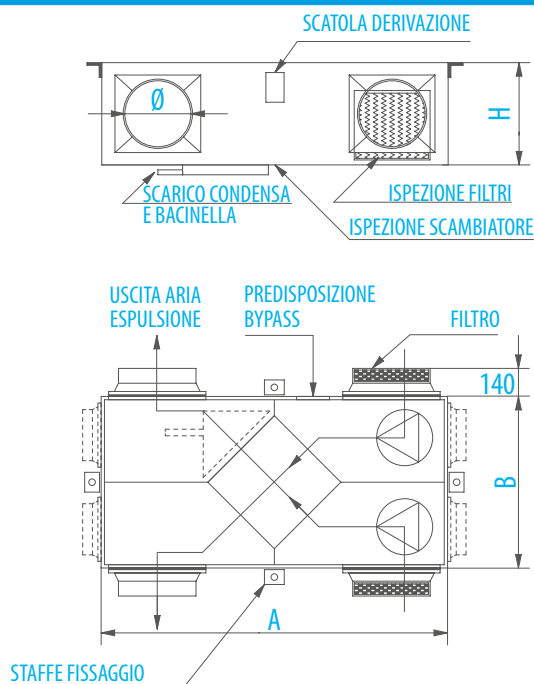 SCATOLA DERIVAZIONE
Ø
H
SCARICO CONDENSA
E BACINELLA
ISPEZIONE FILTRI
ISPEZIONE SCAMBIATORE
USCITA ARIA
ESPULSIONE
PREDISPOSIZIONE
BYPASS
FILTRO
140
B
A
STAFFE FISSAGGIO